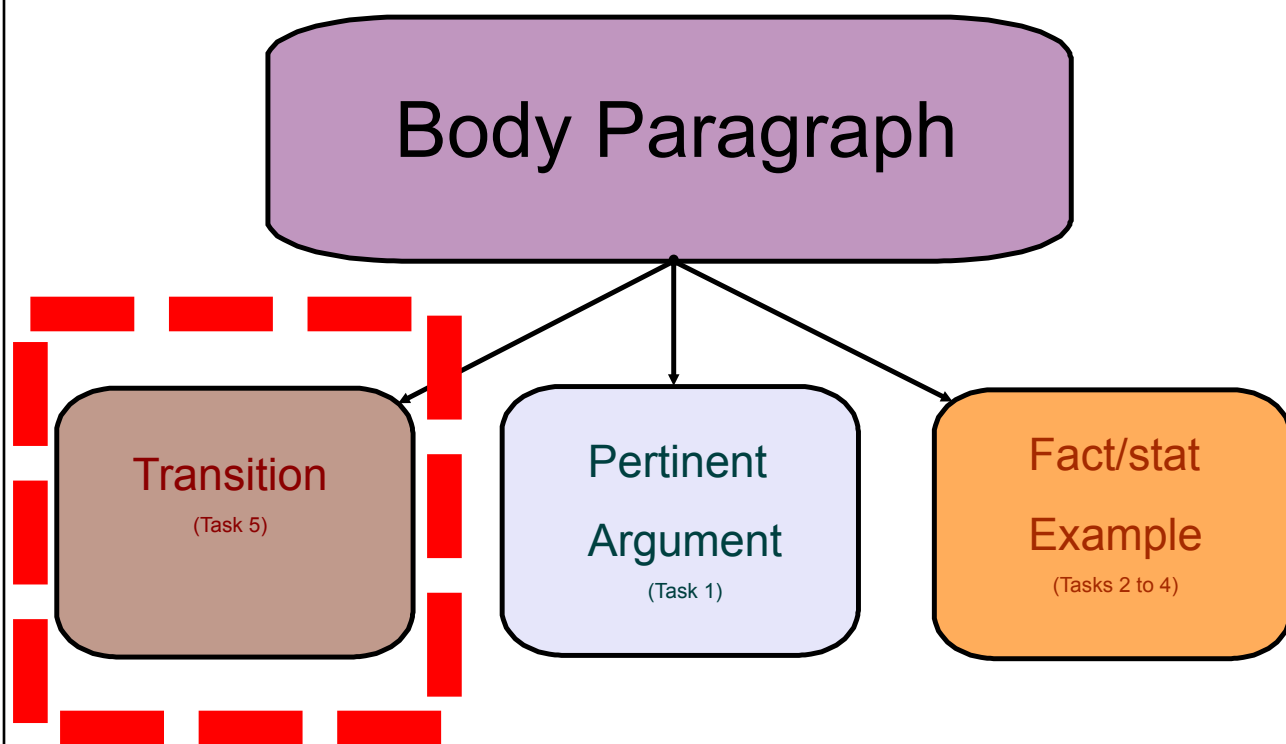 Body Paragraph
Transition
(Task 5)
Pertinent
Argument
(Task 1)
Fact/stat
Example
(Tasks 2 to 4)